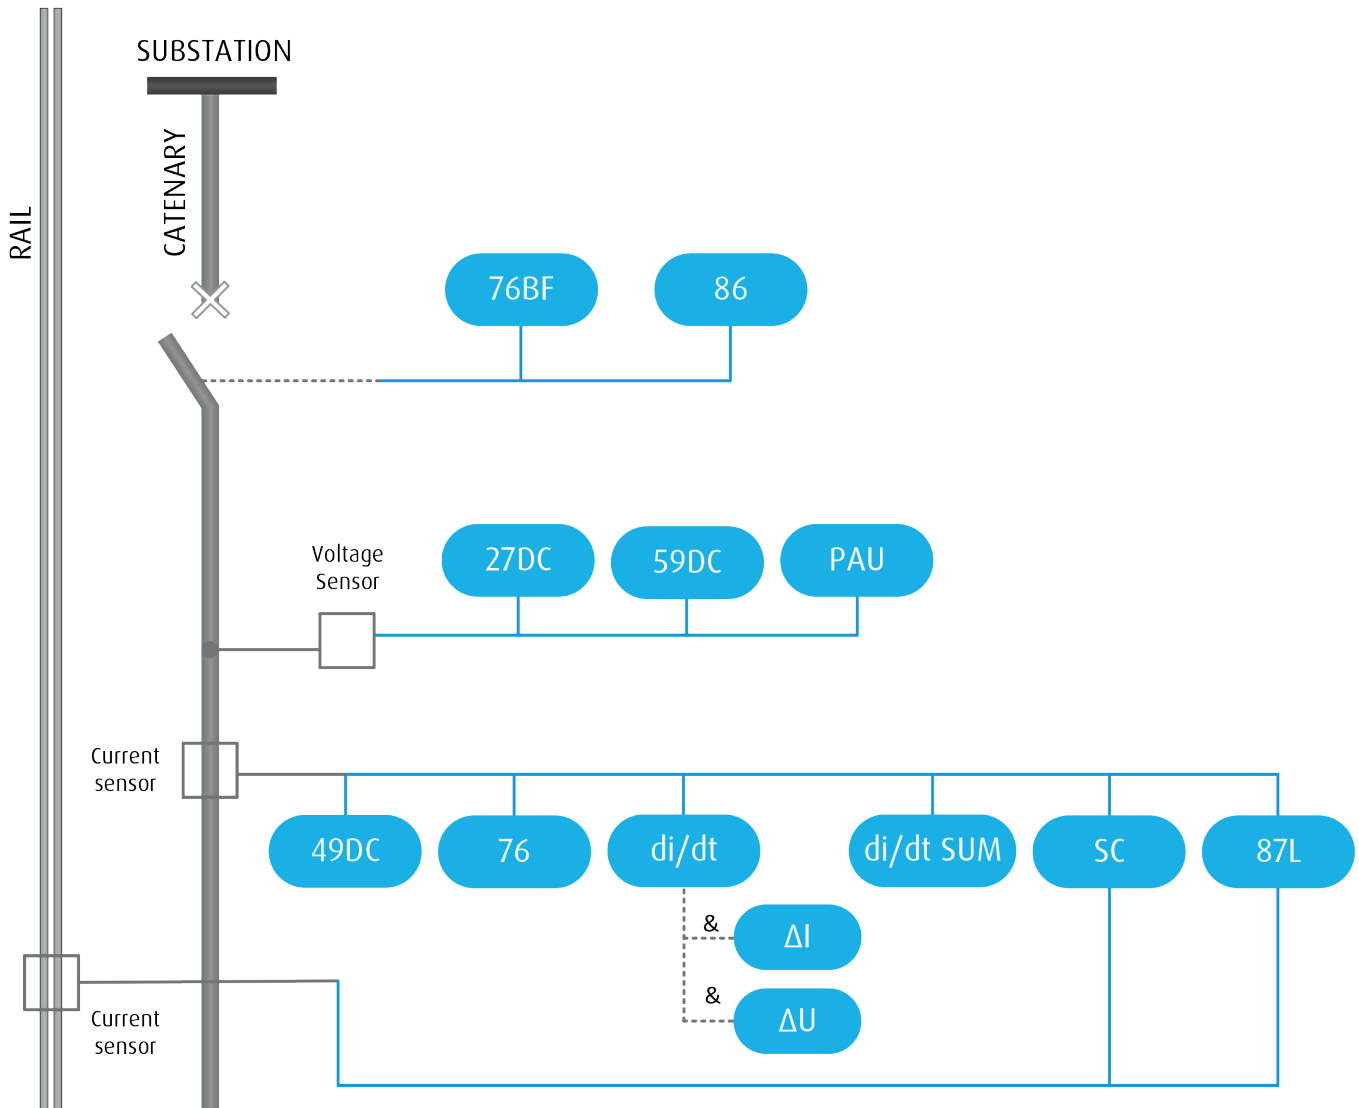 SUBSTATION
CATENARY
RAIL
76BF
86
Voltage
Sensor
27DC
59DC
PAU
Current
sensor
49DC
76
di/dt
di/dt SUM
SC
87L
&
ΔI
&
ΔU
Current
sensor